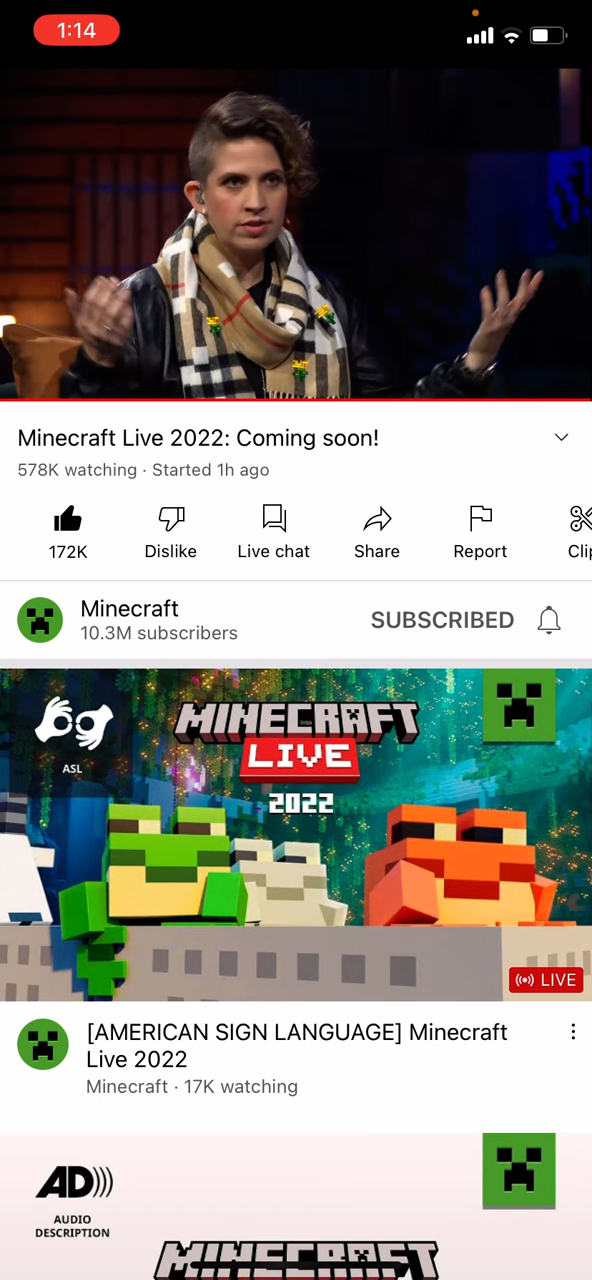 1:14
Minecraft Live 2022: Coming soon!
578K watching · Started 1h ago
172K
Dislike
Live chat
Share
Report
Cli
Minecraft
10.3M subscribers
SUBSCRIBED
ASL
MINECRAFT
LIVE
2022
LIVE
[AMERICAN SIGN LANGUAGE] Minecraft
Live 2022
Minecraft · 17K watching
AD
AUDIO
DESCRIPTION
MINECRAFT